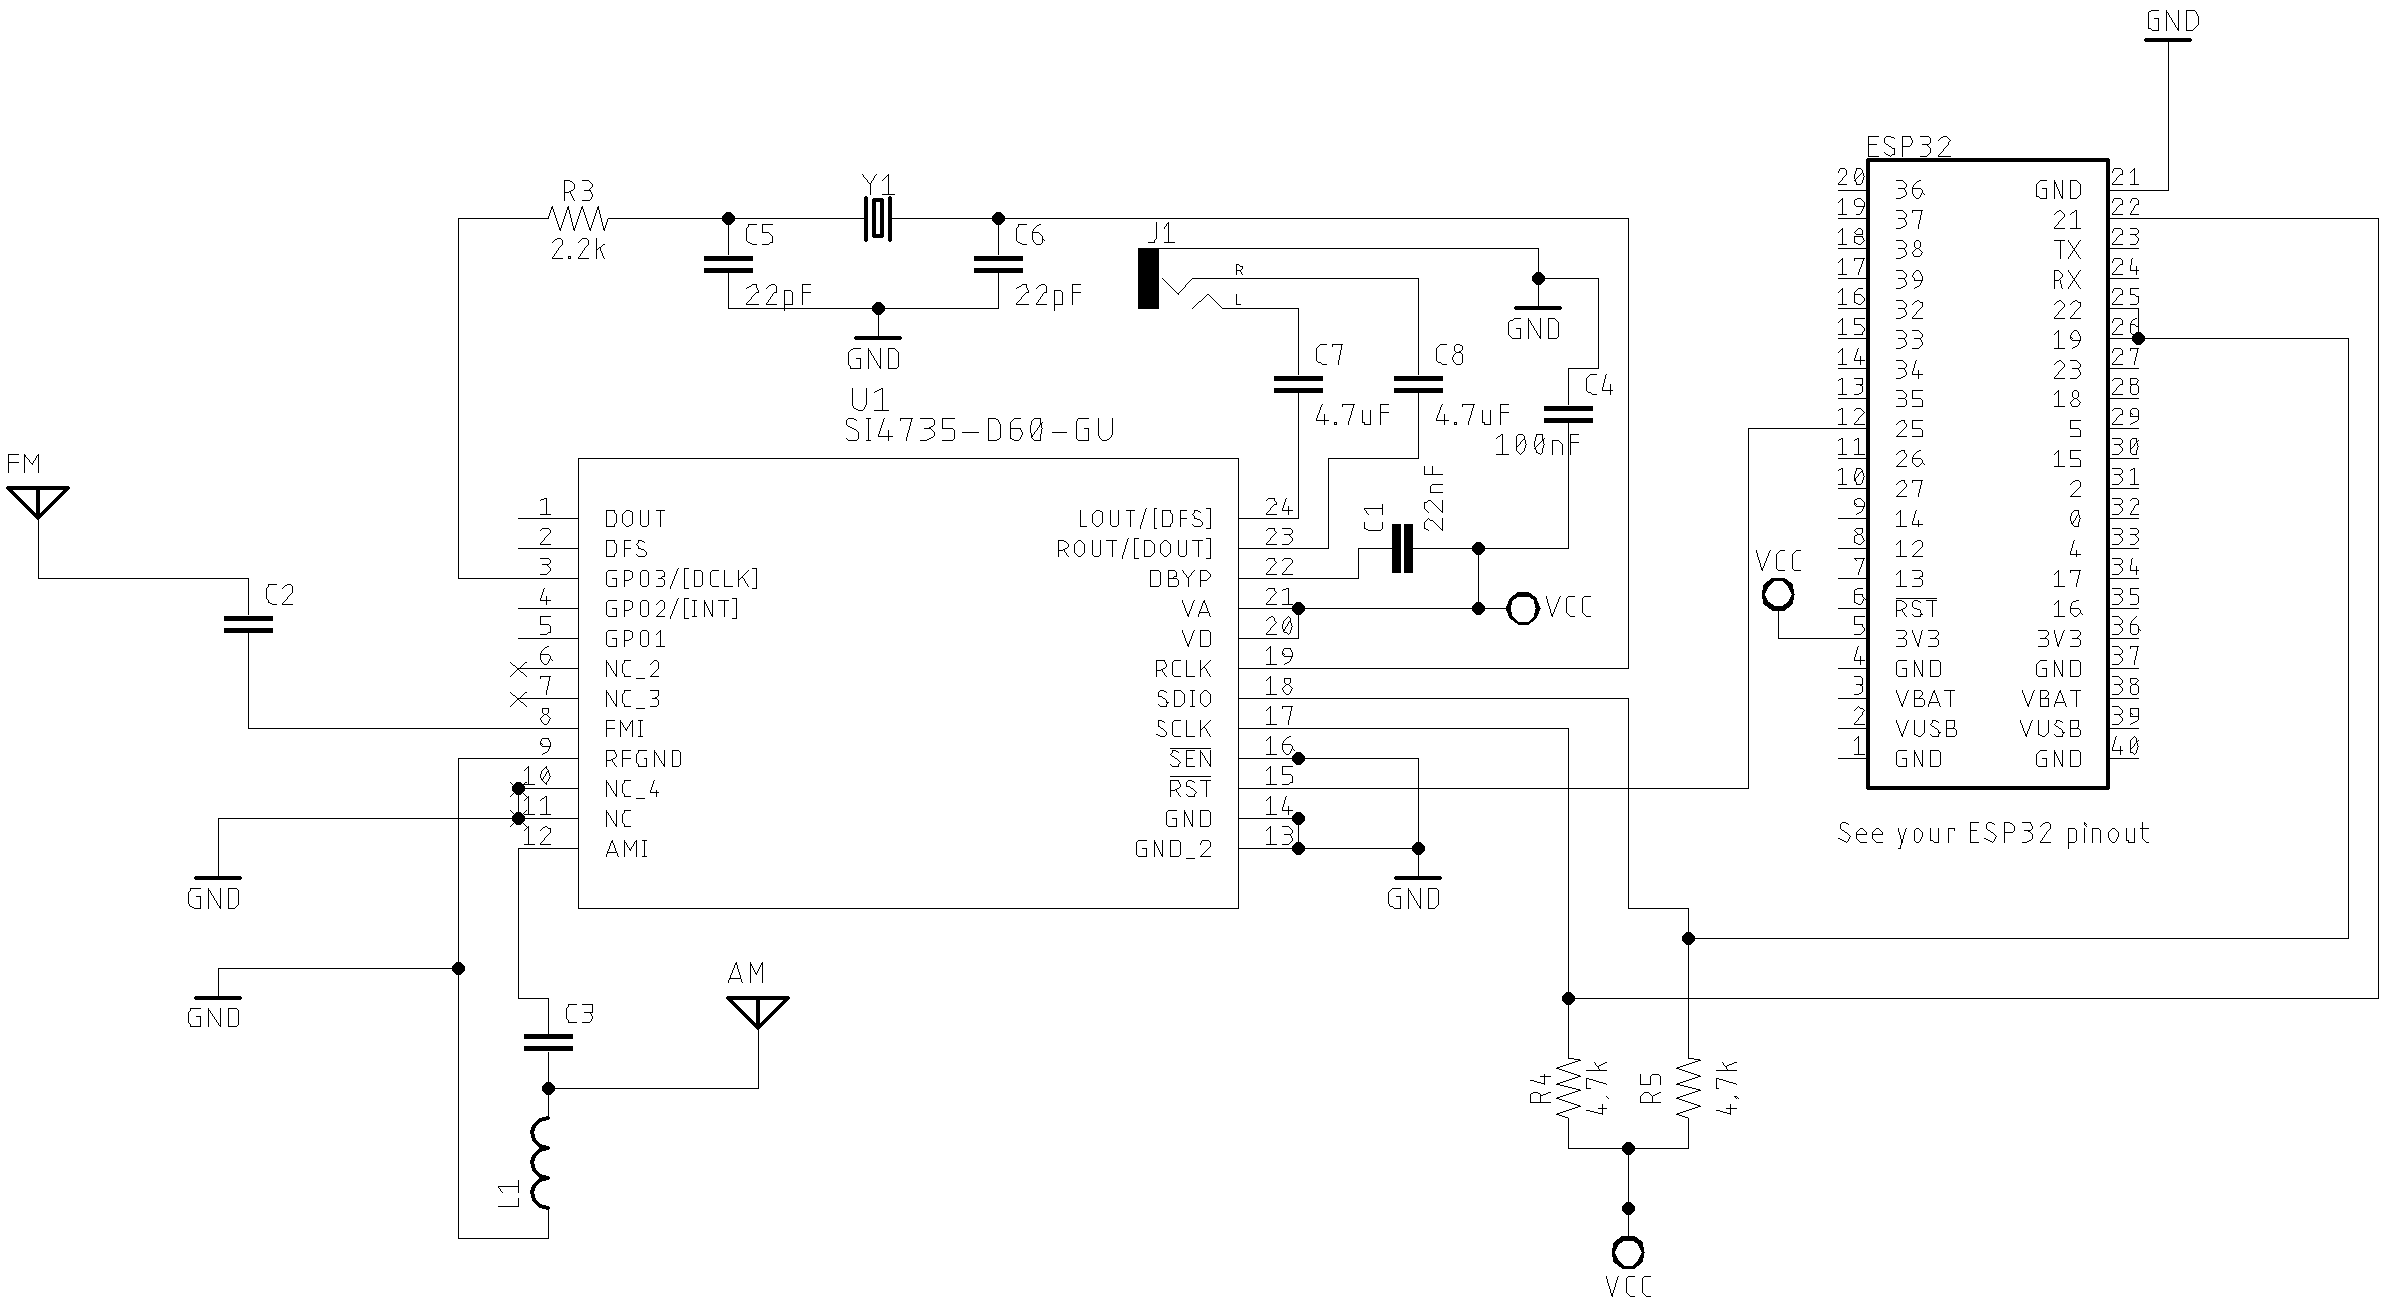 GND
ESP32
20 36 GND 21
19 37 21 22
18 38 TX 23
17 39 RX 24
16 32 22 25
15 33 19 26
14 34 23 27
13 35 18 28
12 25 5 29
11 26 15 30
10 27 2 31
9 14 0 32
8 12 4 33
7 13 17 34
6 RST 16 35
5 3V3 3V3 36
4 GND GND 37
3 VBAT VBAT 38
2 VUSB VUSB 39
1 GND GND 40
See your ESP32 pinout
VCC
R3
2.2k
Y1
C5
22pF
C6
22pF
GND
J1
R
L
GND
C7
4.7uF
C8
4.7uF
C4
100nF
C1
22nF
VCC
U1
SI4735-D60-GU
1 DOUT LOUT/[DFS] 24
2 DFS ROUT/[DOUT] 23
3 GPO3/[DCLK] DBYP 22
4 GPO2/[INT] VA 21
5 GPO1 VD 20
6 NC_2 RCLK 19
7 NC_3 SDIO 18
8 FMI SCLK 17
9 RFGND SEN 16
10 NC_4 RST 15
11 NC GND 14
12 AMI GND_2 13
FM
C2
GND
GND
GND
AM
C3
L1
R4
4,7k
R5
4,7k
VCC